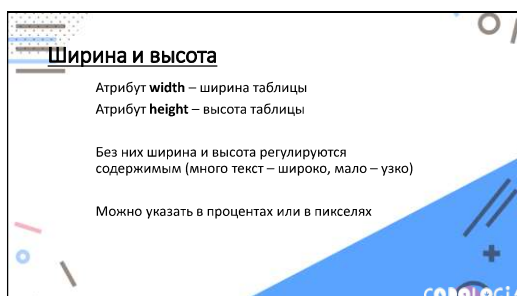 Ширина и высота
Атрибут width – ширина таблицы
Атрибут height – высота таблицы
Без них ширина и высота регулируются
содержимым (много текст – широко, мало – узко)
Можно указать в процентах или в пикселях